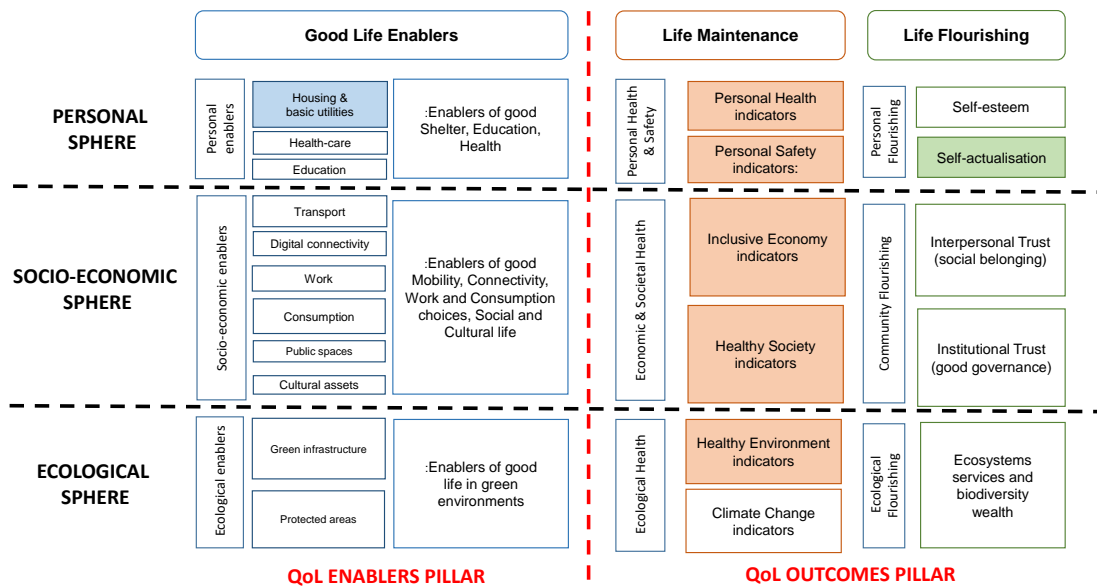 Good Life Enablers
Life Maintenance
Life Flourishing
PERSONAL
SPHERE
Personal
enablers
Housing &
basic utilities
Health-care
Education
:Enablers of good
Shelter, Education,
Health
Personal Health
& Safety
Personal Health
indicators
Personal Safety
indicators:
Personal
Flourishing
Self-esteem
Self-actualisation
SOCIO-ECONOMIC
SPHERE
Socio-economic enablers
Transport
Digital connectivity
Work
Consumption
Public spaces
Cultural assets
:Enablers of good
Mobility, Connectivity,
Work and Consumption
choices, Social and
Cultural life
Economic & Societal Health
Inclusive Economy
indicators
Healthy Society
indicators
Community Flourishing
Interpersonal Trust
(social belonging)
Institutional Trust
(good governance)
ECOLOGICAL
SPHERE
Ecological enablers
Green infrastructure
Protected areas
:Enablers of good
life in green
environments
Ecological Health
Healthy Environment
indicators
Climate Change
indicators
Ecological
Flourishing
Ecosystems
services and
biodiversity
wealth
QoL ENABLERS PILLAR
QoL OUTCOMES PILLAR